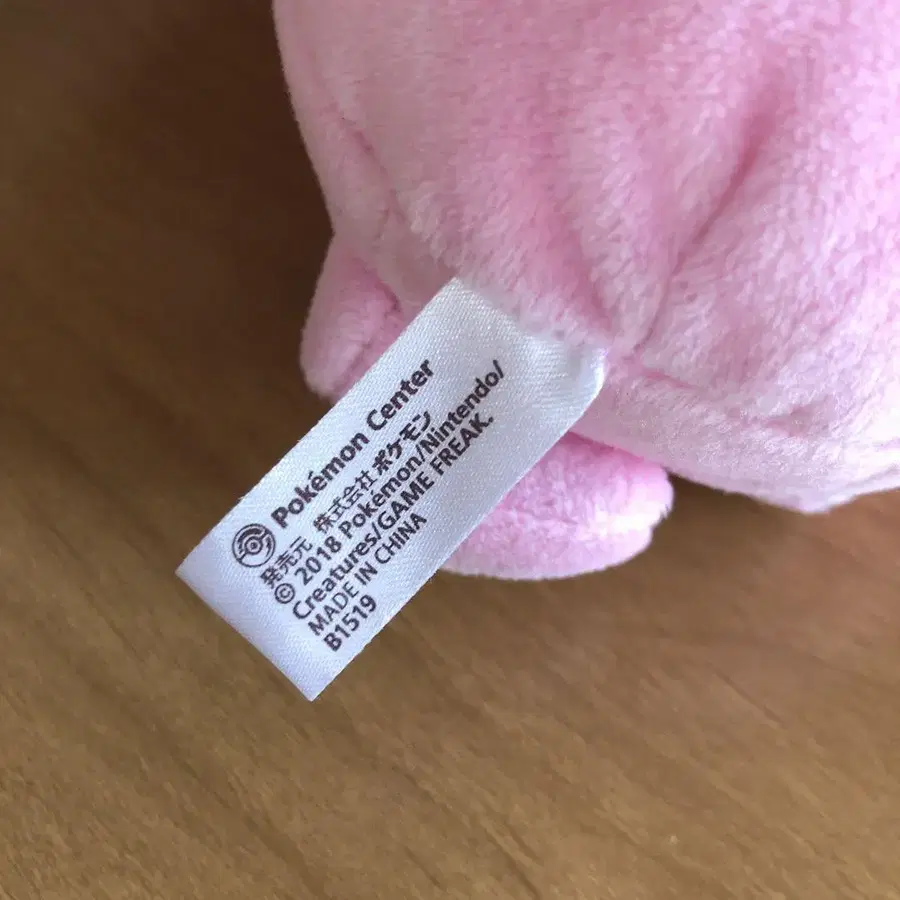 Pokémon Center
発売元 株式会社ポケモン
© 2018 Pokémon/Nintendo/
Creatures/GAME FREAK.
MADE IN CHINA
B1519